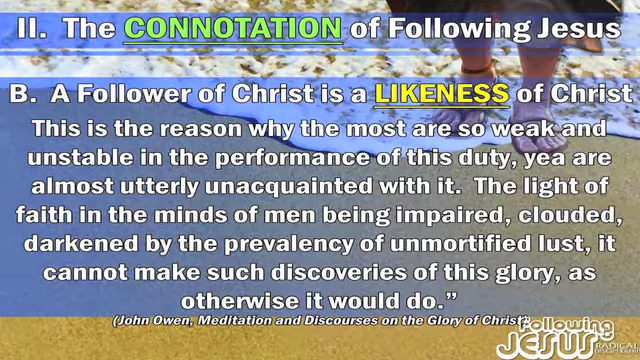 II. The CONNOTATION of Following Jesus
B. A Follower of Christ is a LIKENESS of Christ
This is the reason why the most are so weak and
unstable in the performance of this duty, yea are
almost utterly unacquainted with it. The light of
faith in the minds of men being impaired, clouded,
darkened by the prevalency of unmortified lust, it
cannot make such discoveries of this glory, as
otherwise it would do.”
(John Owen, Meditation and Discourses on the Glory of Christ)
Following
JESUS
RADICAL
DISCIPLESHIP